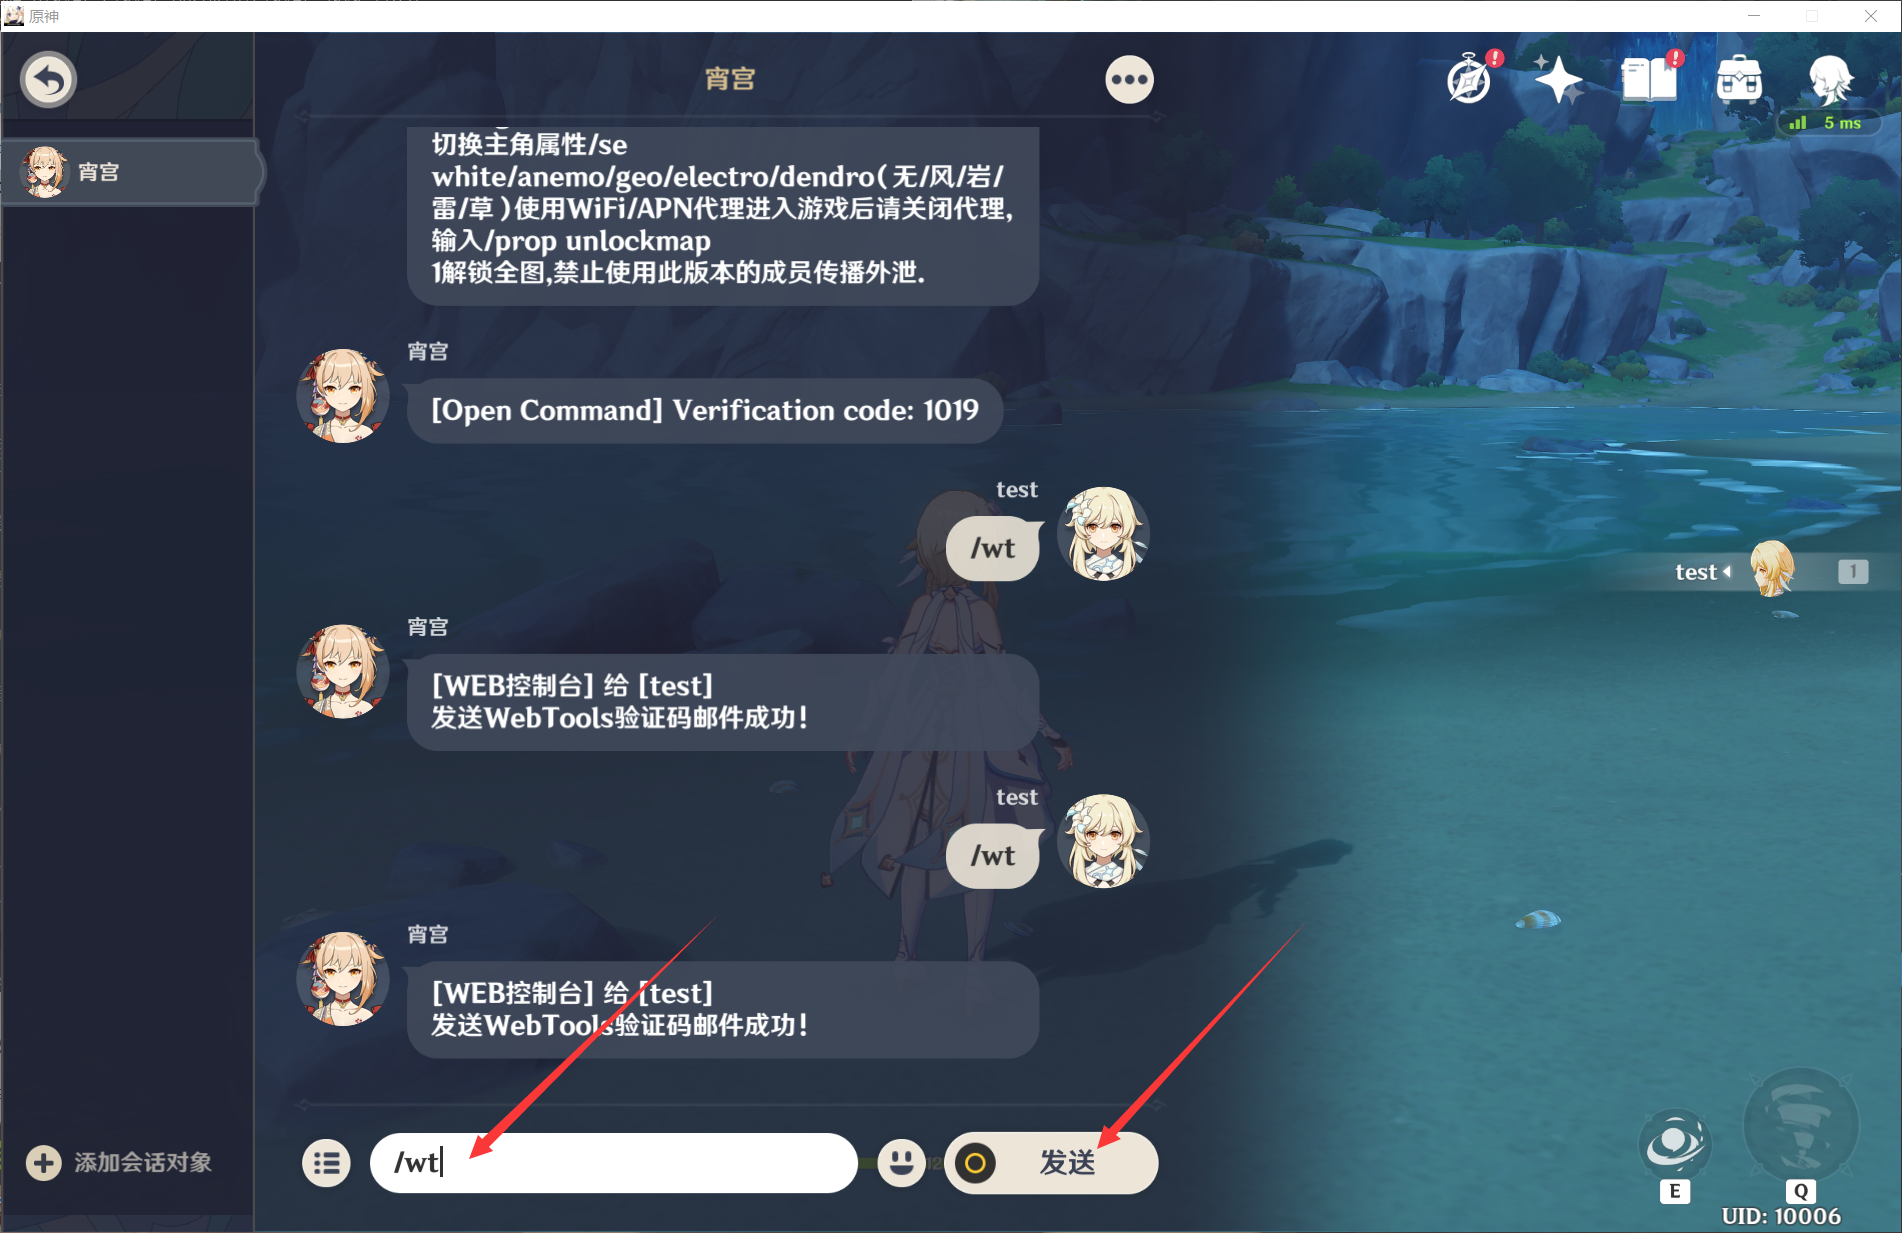 原神
宵宫
5 ms
宵宫
切换主角属性/se
white/anemo/geo/electro/dendro(无/风/岩/
雷/草)使用WiFi/APN代理进入游戏后请关闭代理,
输入/prop unlockmap
1解锁全图,禁止使用此版本的成员传播外泄.
宵宫
[Open Command] Verification code: 1019
test
/wt
test
1
宵宫
[WEB控制台] 给 [test]
发送WebTools验证码邮件成功!
test
/wt
宵宫
[WEB控制台] 给 [test]
发送WebTools验证码邮件成功!
添加会话对象
/wt
发送
E
Q
UID: 10006